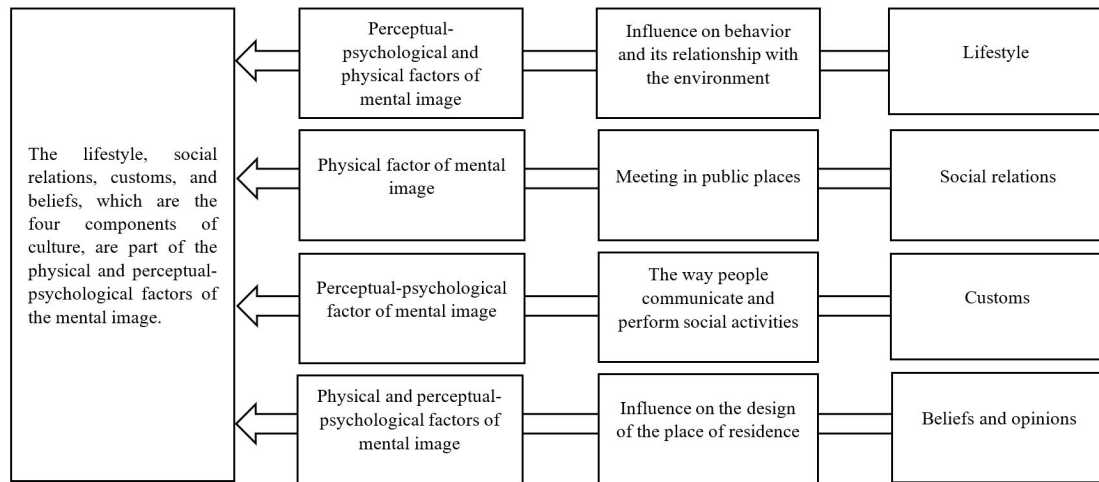 The lifestyle, social
relations, customs, and
beliefs, which are the
four components of
culture, are part of the
physical and perceptual-
psychological factors of
the mental image.
Perceptual-
psychological and
physical factors of
mental image
Influence on behavior
and its relationship with
the environment
Lifestyle
Physical factor of mental
image
Meeting in public places
Social relations
Perceptual-psychological
factor of mental image
The way people
communicate and
perform social activities
Customs
Physical and perceptual-
psychological factors of
mental image
Influence on the design
of the place of residence
Beliefs and opinions